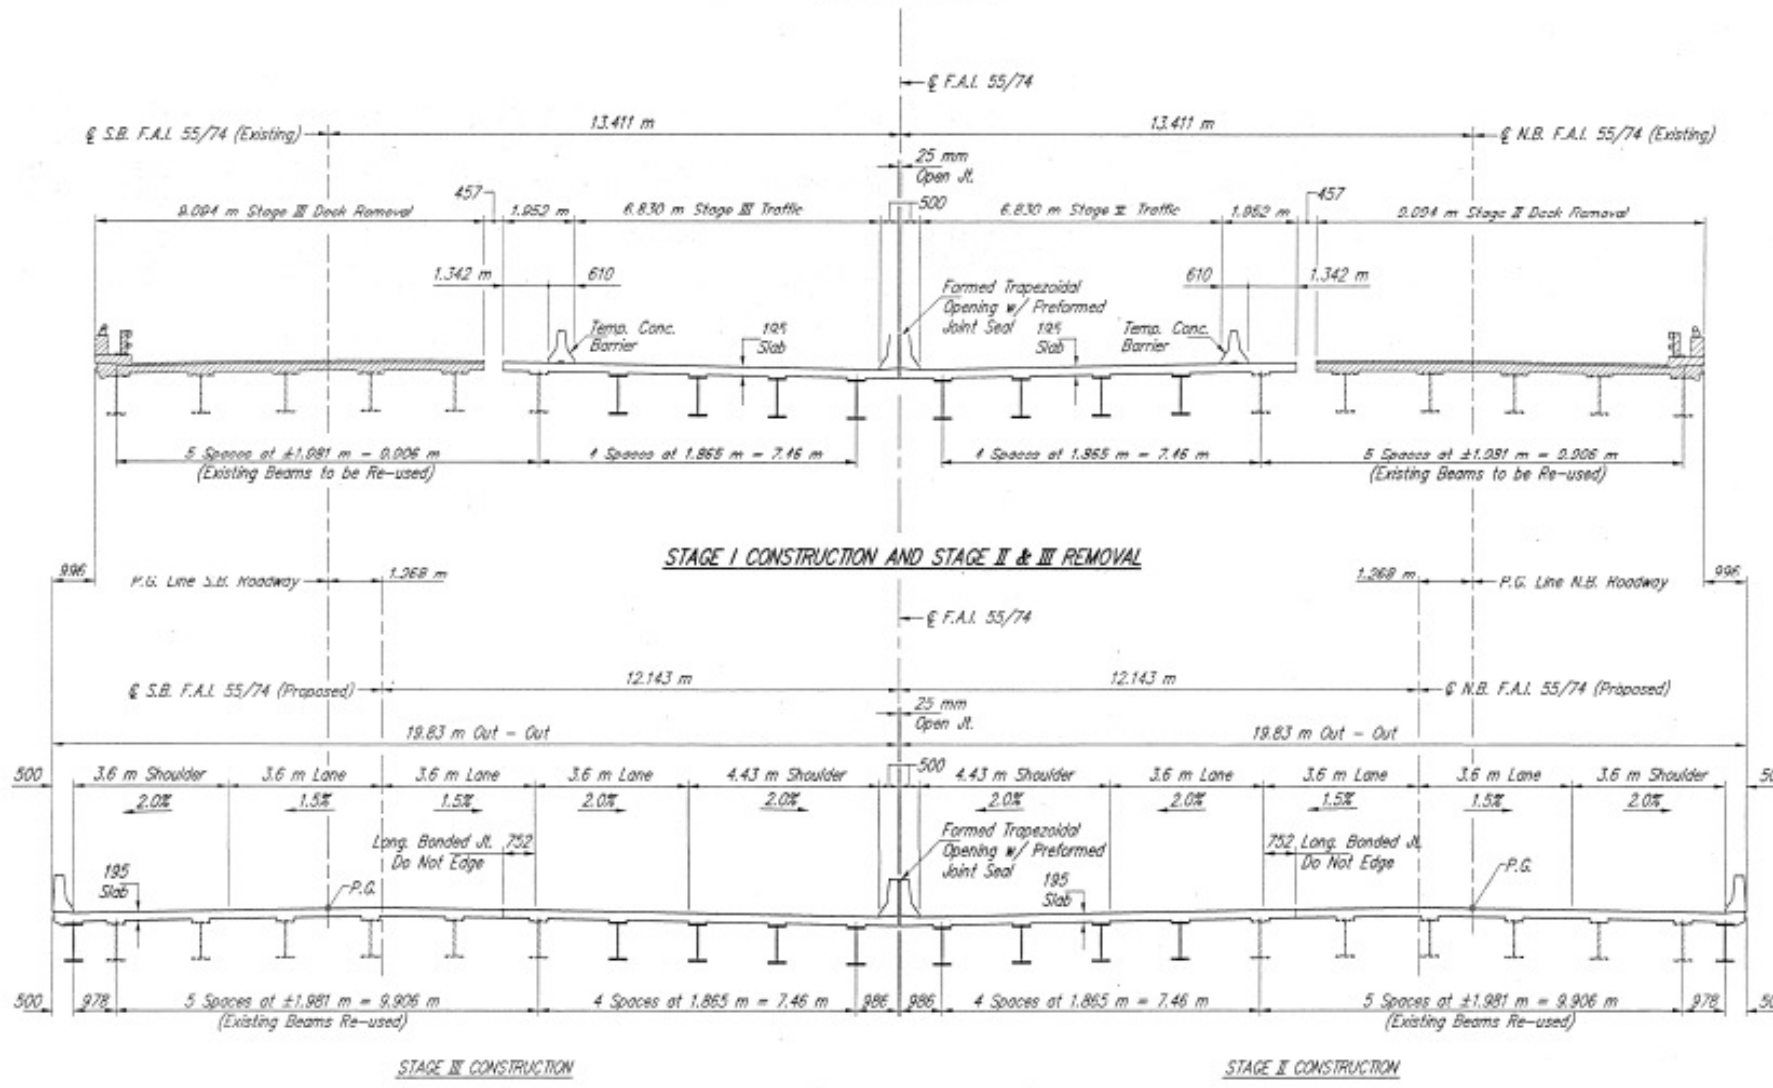 ℄ F.A.I. 55/74
13.411 m
13.411 m
℄ S.B. F.A.I. 55/74 (Existing)
℄ N.B. F.A.I. 55/74 (Existing)
25 mm
Open Jt.
457
500
457
9.094 m Stage III Deck Removal
1.952 m
6.830 m Stage III Traffic
6.830 m Stage II Traffic
1.952 m
9.094 m Stage II Deck Removal
1.342 m
610
610
1.342 m
Formed Trapezoidal
Opening w/ Preformed
Joint Seal
Temp. Conc.
Barrier
195
Slab
195
Slab
Temp. Conc.
Barrier
5 Spaces at ±1.981 m = 9.906 m
(Existing Beams to be Re-used)
4 Spaces at 1.865 m = 7.46 m
4 Spaces at 1.865 m = 7.46 m
5 Spaces at ±1.981 m = 9.906 m
(Existing Beams to be Re-used)
STAGE I CONSTRUCTION AND STAGE II & III REMOVAL
996
P.G. Line S.B. Roadway
1.268 m
1.268 m
P.G. Line N.B. Roadway
996
℄ F.A.I. 55/74
12.143 m
12.143 m
℄ S.B. F.A.I. 55/74 (Proposed)
℄ N.B. F.A.I. 55/74 (Proposed)
25 mm
Open Jt.
19.83 m Out - Out
19.83 m Out - Out
500
3.6 m Shoulder
3.6 m Lane
3.6 m Lane
3.6 m Lane
4.43 m Shoulder
500
4.43 m Shoulder
3.6 m Lane
3.6 m Lane
3.6 m Lane
3.6 m Shoulder
50
2.0%
1.5%
1.5%
2.0%
2.0%
2.0%
2.0%
1.5%
1.5%
2.0%
Long. Bonded Jt.
Do Not Edge
752
Formed Trapezoidal
Opening w/ Preformed
Joint Seal
752
Long. Bonded Jt.
Do Not Edge
195
Slab
P.G.
195
Slab
P.G.
500
978
5 Spaces at ±1.981 m = 9.906 m
(Existing Beams Re-used)
4 Spaces at 1.865 m = 7.46 m
986
986
4 Spaces at 1.865 m = 7.46 m
5 Spaces at ±1.981 m = 9.906 m
(Existing Beams Re-used)
978
50
STAGE III CONSTRUCTION
STAGE II CONSTRUCTION